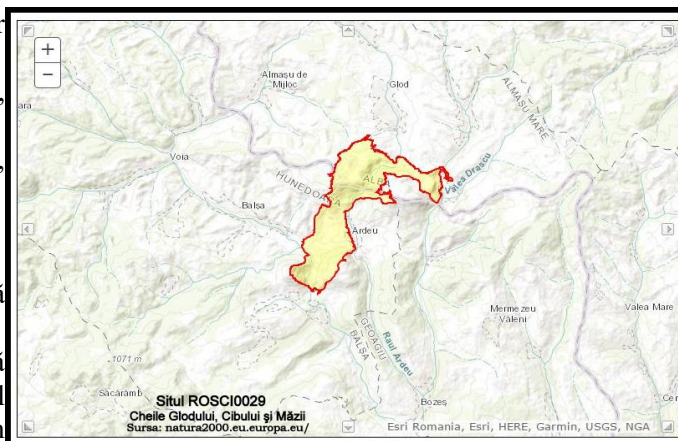 +
−
Almașu de
Mijloc
Glod
ALMAȘU MARE
Voia
HUNEDOARA
ALBA
Valea Drașcu
Balșa
Ardeu
Mermezeu
Văleni
Valea Mare
1071 m
GEOAGIU
BALȘA
Raul Ardeu
Săcărâmb
Bozeș
Situl ROSCI0029
Cheile Glodului, Cibului și Măzii
Sursa: natura2000.eu.europa.eu/
Esri Romania, Esri, HERE, Garmin, USGS, NGA